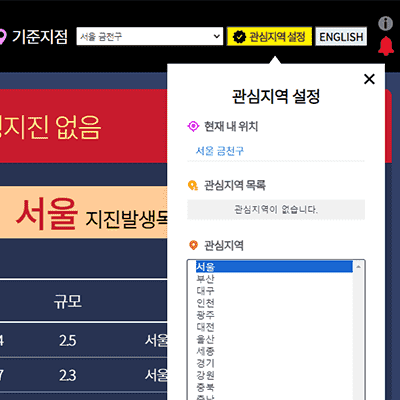 기준지점
서울 금천구
관심지역 설정
ENGLISH
지진 없음
관심지역 설정
현재 내 위치
서울 금천구
관심지역 목록
관심지역이 없습니다.
서울 지진발생목
관심지역
서울
부산
대구
인천
광주
대전
울산
세종
경기
강원
충북
충남
규모
4 2.5 서울
7 2.3 서울